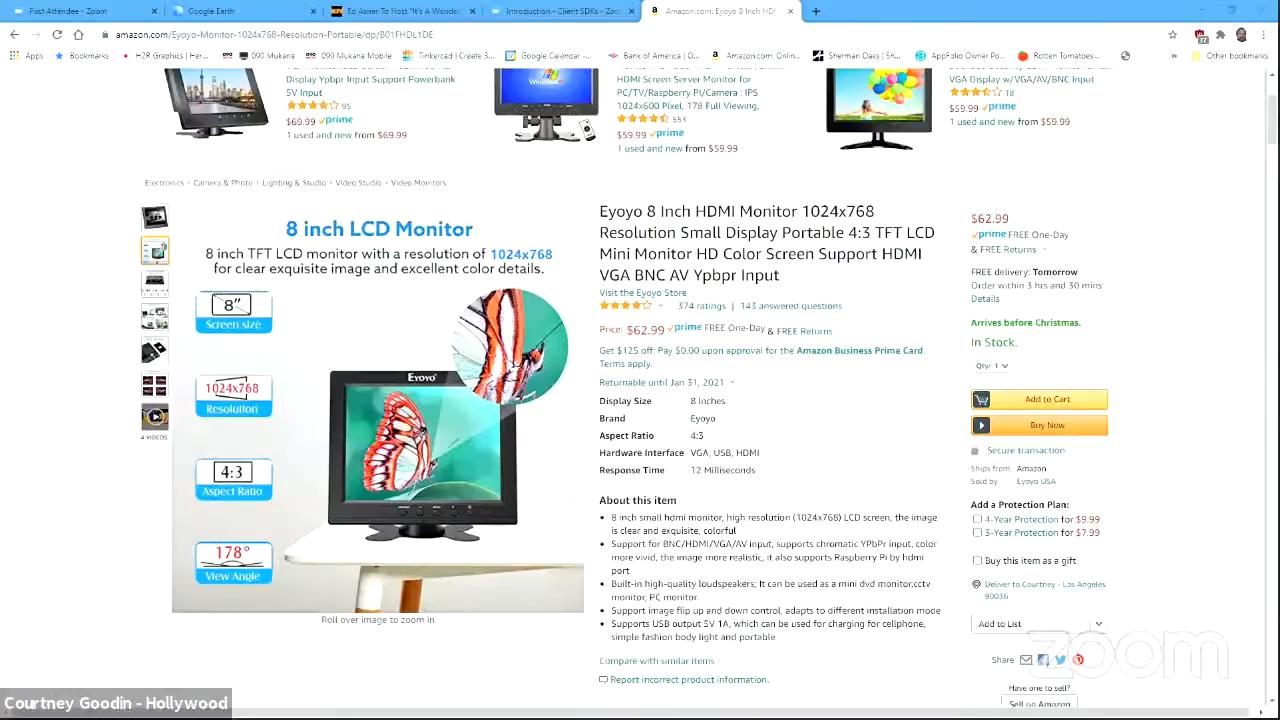 Post Attendee - Zoom
Google Earth
Ed Asner To Host "It's A Wonder
Introduction - Client SDKs - Zoo
Amazon.com: Eyoyo 8 Inch HD
amazon.com/Eyoyo-Monitor-1024x768-Resolution-Portable/dp/B01FHDL1DE
Apps
Bookmarks
H2R Graphics | Her...
090 Mukana
090 Mukana Mobile
Tinkercad | Create 3...
Google Calendar -...
Bank of America | O...
Amazon.com: Onlin...
Sherman Oaks | Sh...
AppFolio Owner Po...
Rotten Tomatoes:...
»
Other bookmarks
Display Ypbpr Input Support Powerbank
5V Input
95
$69.99 prime
1 used and new from $69.99
HDMI Screen Server Monitor for
PC/TV/Raspberry Pi/Camera : IPS
1024x600 Pixel, 178 Full Viewing,
553
$59.99 prime
1 used and new from $59.99
VGA Display w/VGA/AV/BNC Input
18
$59.99 prime
1 used and new from $59.99
Electronics › Camera & Photo › Lighting & Studio › Video Studio › Video Monitors
8 inch LCD Monitor
8 inch TFT LCD monitor with a resolution of 1024x768
for clear exquisite image and excellent color details.
8”
Screen size
1024x768
Resolution
4:3
Aspect Ratio
178°
View Angle
Eyoyo
4 VIDEOS
Roll over image to zoom in
Eyoyo 8 Inch HDMI Monitor 1024x768
Resolution Small Display Portable 4:3 TFT LCD
Mini Monitor HD Color Screen Support HDMI
VGA BNC AV Ypbpr Input
Visit the Eyoyo Store
374 ratings | 143 answered questions
Price: $62.99 prime FREE One-Day & FREE Returns
Get $125 off: Pay $0.00 upon approval for the Amazon Business Prime Card.
Terms apply.
Returnable until Jan 31, 2021
Display Size 8 Inches
Brand Eyoyo
Aspect Ratio 4:3
Hardware Interface VGA, USB, HDMI
Response Time 12 Milliseconds
About this item
• 8 inch small hdmi monitor, high resolution (1024x768) LCD screen, the image
is clear and exquisite, colorful
• Support for BNC/HDMI/VGA/AV input, supports chromatic YPbPr input, color
more vivid, the image more realistic, it also supports Raspberry Pi by hdmi
port
• Built-in high-quality loudspeakers; It can be used as a mini dvd monitor,cctv
monitor, PC monitor.
• Support image flip up and down control, adapts to different installation mode
• Supports USB output 5V 1A, which can be used for charging for cellphone,
simple fashion body light and portable
Compare with similar items
Report incorrect product information.
$62.99
prime FREE One-Day
& FREE Returns
FREE delivery: Tomorrow
Order within 3 hrs and 30 mins
Details
Arrives before Christmas.
In Stock.
Qty: 1
Add to Cart
Buy Now
Secure transaction
Ships from Amazon
Sold by Eyoyo USA
Add a Protection Plan:
4-Year Protection for $9.99
3-Year Protection for $7.99
Buy this item as a gift
Deliver to Courtney - Los Angeles
90036
Add to List
Share
Have one to sell?
Sell on Amazon
zoom
Courtney Goodin - Hollywood